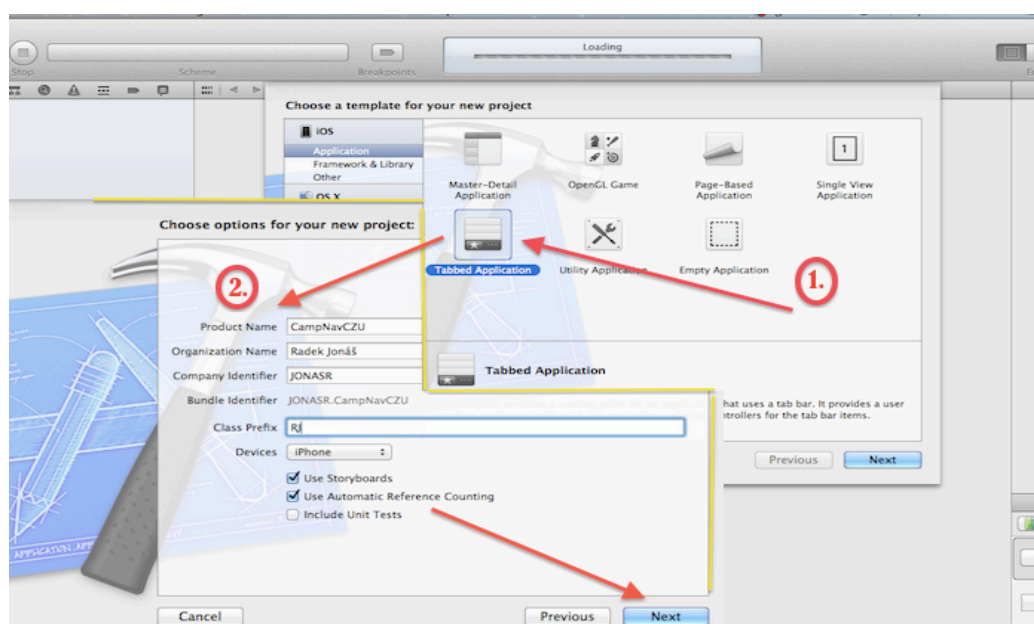 Loading
Stop
Scheme
Breakpoints
Choose a template for your new project
iOS
Application
Framework & Library
Other
OS X
Master-Detail
Application
OpenGL Game
Page-Based
Application
1
Single View
Application
Tabbed Application
Utility Application
Empty Application
1.
Tabbed Application
hat uses a tab bar. It provides a user
ntrollers for the tab bar items.
Previous
Next
Choose options for your new project:
2.
Product Name CampNavCZU
Organization Name Radek Jonáš
Company Identifier JONASR
Bundle Identifier JONASR.CampNavCZU
Class Prefix RJ
Devices iPhone
Use Storyboards
Use Automatic Reference Counting
Include Unit Tests
Cancel
Previous
Next